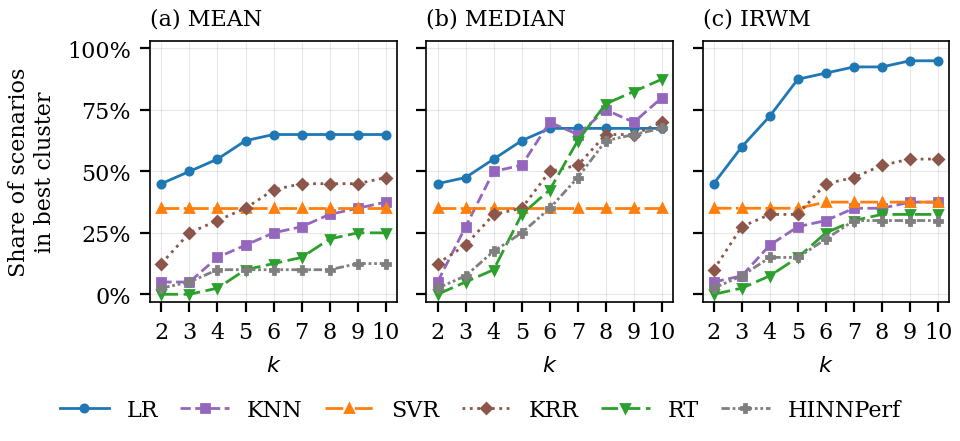 (a) MEAN
(b) MEDIAN
(c) IRWM
Share of scenarios
in best cluster
100%
75%
50%
25%
0%
2 3 4 5 6 7 8 9 10
2 3 4 5 6 7 8 9 10
2 3 4 5 6 7 8 9 10
k
k
k
LR KNN SVR KRR RT HINNPerf